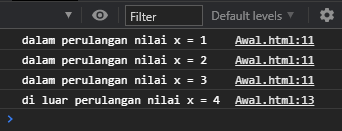 Filter Default levels
dalam perulangan nilai x = 1 Awal.html:11
dalam perulangan nilai x = 2 Awal.html:11
dalam perulangan nilai x = 3 Awal.html:11
di luar perulangan nilai x = 4 Awal.html:13